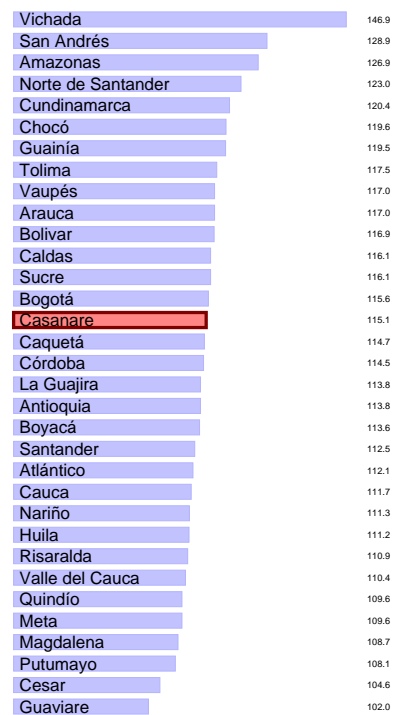 Vichada 146.9
San Andrés 128.9
Amazonas 126.9
Norte de Santander 123.0
Cundinamarca 120.4
Chocó 119.6
Guainía 119.5
Tolima 117.5
Vaupés 117.0
Arauca 117.0
Bolivar 116.9
Caldas 116.1
Sucre 116.1
Bogotá 115.6
Casanare 115.1
Caquetá 114.7
Córdoba 114.5
La Guajira 113.8
Antioquia 113.8
Boyacá 113.6
Santander 112.5
Atlántico 112.1
Cauca 111.7
Nariño 111.3
Huila 111.2
Risaralda 110.9
Valle del Cauca 110.4
Quindío 109.6
Meta 109.6
Magdalena 108.7
Putumayo 108.1
Cesar 104.6
Guaviare 102.0